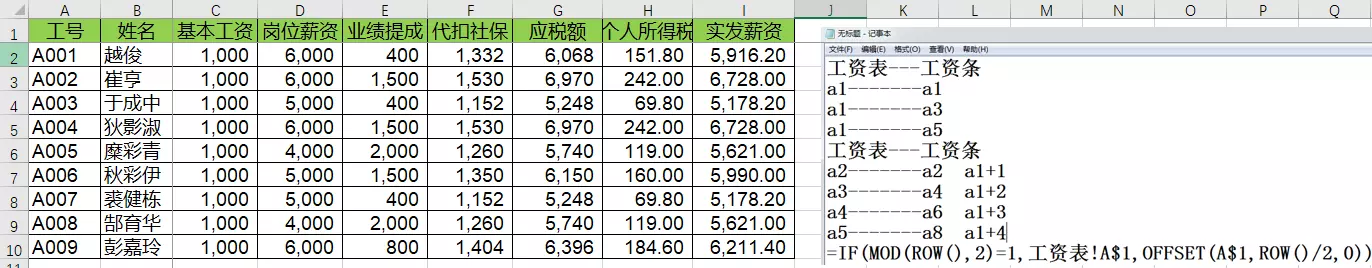 A B C D E F G H I J K L M N O P Q
1 工号 姓名 基本工资 岗位薪资 业绩提成 代扣社保 应税额 个人所得税 实发薪资
2 A001 越俊 1,000 6,000 400 1,332 6,068 151.80 5,916.20
3 A002 崔亨 1,000 6,000 1,500 1,530 6,970 242.00 6,728.00
4 A003 于成中 1,000 5,000 400 1,152 5,248 69.80 5,178.20
5 A004 狄影淑 1,000 6,000 1,500 1,530 6,970 242.00 6,728.00
6 A005 糜彩青 1,000 4,000 2,000 1,260 5,740 119.00 5,621.00
7 A006 秋彩伊 1,000 5,000 1,500 1,350 6,150 160.00 5,990.00
8 A007 裘健栋 1,000 5,000 400 1,152 5,248 69.80 5,178.20
9 A008 郜育华 1,000 4,000 2,000 1,260 5,740 119.00 5,621.00
10 A009 彭嘉玲 1,000 6,000 800 1,404 6,396 184.60 6,211.40
无标题 - 记事本
文件(F) 编辑(E) 格式(O) 查看(V) 帮助(H)
工资表---工资条
a1-------a1
a1-------a3
a1-------a5
工资表---工资条
a2-------a2 a1+1
a3-------a4 a1+2
a4-------a6 a1+3
a5-------a8 a1+4
=IF(MOD(ROW(),2)=1,工资表!A$1,OFFSET(A$1,ROW()/2,0))